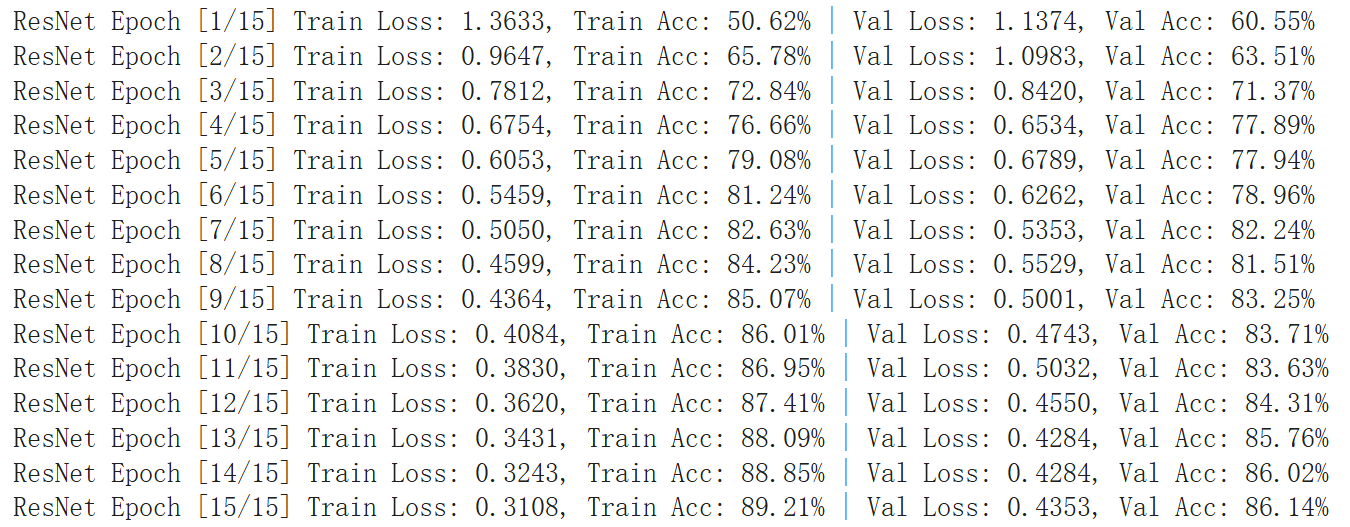 ResNet Epoch [1/15] Train Loss: 1.3633, Train Acc: 50.62% | Val Loss: 1.1374, Val Acc: 60.55%
ResNet Epoch [2/15] Train Loss: 0.9647, Train Acc: 65.78% | Val Loss: 1.0983, Val Acc: 63.51%
ResNet Epoch [3/15] Train Loss: 0.7812, Train Acc: 72.84% | Val Loss: 0.8420, Val Acc: 71.37%
ResNet Epoch [4/15] Train Loss: 0.6754, Train Acc: 76.66% | Val Loss: 0.6534, Val Acc: 77.89%
ResNet Epoch [5/15] Train Loss: 0.6053, Train Acc: 79.08% | Val Loss: 0.6789, Val Acc: 77.94%
ResNet Epoch [6/15] Train Loss: 0.5459, Train Acc: 81.24% | Val Loss: 0.6262, Val Acc: 78.96%
ResNet Epoch [7/15] Train Loss: 0.5050, Train Acc: 82.63% | Val Loss: 0.5353, Val Acc: 82.24%
ResNet Epoch [8/15] Train Loss: 0.4599, Train Acc: 84.23% | Val Loss: 0.5529, Val Acc: 81.51%
ResNet Epoch [9/15] Train Loss: 0.4364, Train Acc: 85.07% | Val Loss: 0.5001, Val Acc: 83.25%
ResNet Epoch [10/15] Train Loss: 0.4084, Train Acc: 86.01% | Val Loss: 0.4743, Val Acc: 83.71%
ResNet Epoch [11/15] Train Loss: 0.3830, Train Acc: 86.95% | Val Loss: 0.5032, Val Acc: 83.63%
ResNet Epoch [12/15] Train Loss: 0.3620, Train Acc: 87.41% | Val Loss: 0.4550, Val Acc: 84.31%
ResNet Epoch [13/15] Train Loss: 0.3431, Train Acc: 88.09% | Val Loss: 0.4284, Val Acc: 85.76%
ResNet Epoch [14/15] Train Loss: 0.3243, Train Acc: 88.85% | Val Loss: 0.4284, Val Acc: 86.02%
ResNet Epoch [15/15] Train Loss: 0.3108, Train Acc: 89.21% | Val Loss: 0.4353, Val Acc: 86.14%